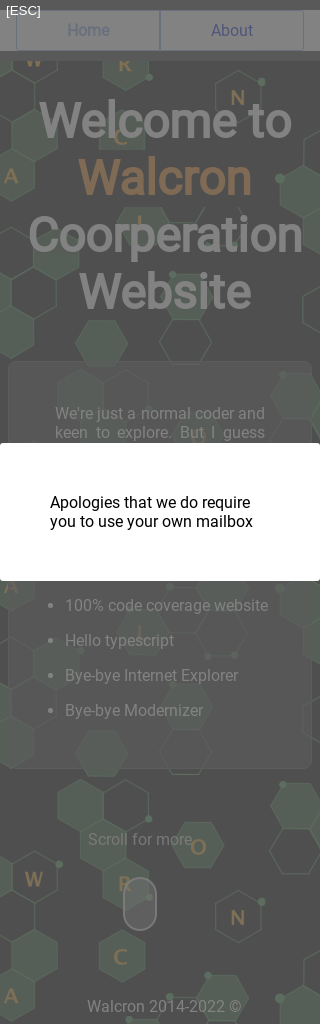 [ESC]
Home
About
Welcome to
Walcron
Coorperation
Website
We're just a normal coder and
keen to explore. But I guess
Apologies that we do require
you to use your own mailbox
100% code coverage website
Hello typescript
Bye-bye Internet Explorer
Bye-bye Modernizer
Scroll for more
Walcron 2014-2022 ©
W
R
N
C
A
L
A
L
O
W
R
N
C
A